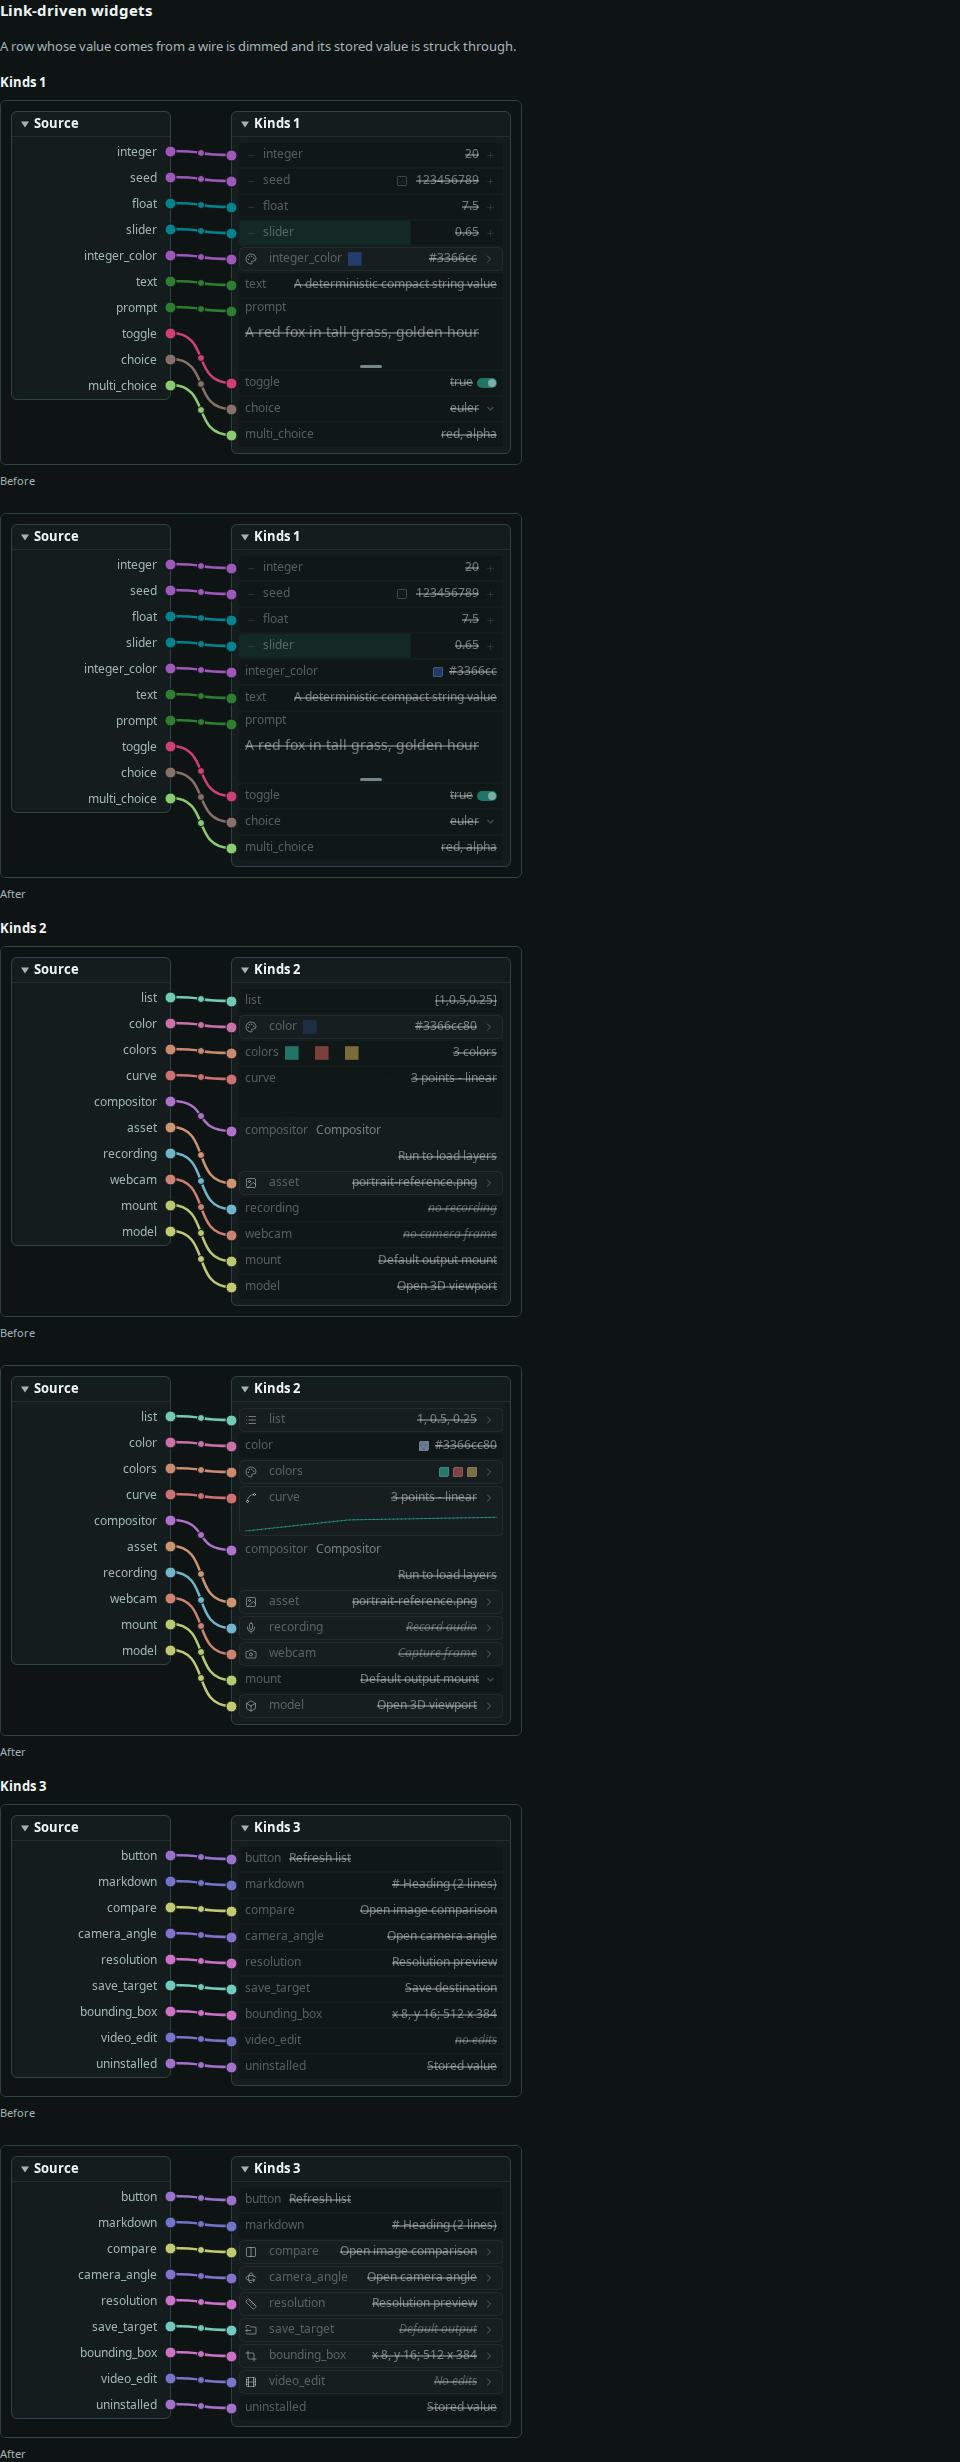 Link-driven widgets
A row whose value comes from a wire is dimmed and its stored value is struck through.
Kinds 1
Source
Kinds 1
integer
integer 20
seed
seed 123456789
float
float 7.5
slider
slider 0.65
integer_color
integer_color #3366cc
text
text A deterministic compact string value
prompt
prompt
A red fox in tall grass, golden hour
toggle
toggle true
choice
choice euler
multi_choice
multi_choice red, alpha
Before
Source
Kinds 1
integer
integer 20
seed
seed 123456789
float
float 7.5
slider
slider 0.65
integer_color
integer_color #3366cc
text
text A deterministic compact string value
prompt
prompt
A red fox in tall grass, golden hour
toggle
toggle true
choice
choice euler
multi_choice
multi_choice red, alpha
After
Kinds 2
Source
Kinds 2
list
list [1,0.5,0.25]
color
color #3366cc80
colors
colors 3 colors
curve
curve 3 points - linear
compositor
compositor Compositor
Run to load layers
asset
asset portrait-reference.png
recording
recording no recording
webcam
webcam no camera frame
mount
mount Default output mount
model
model Open 3D viewport
Before
Source
Kinds 2
list
list 1, 0.5, 0.25
color
color #3366cc80
colors
colors
curve
curve 3 points - linear
compositor
compositor Compositor
Run to load layers
asset
asset portrait-reference.png
recording
recording Record audio
webcam
webcam Capture frame
mount
mount Default output mount
model
model Open 3D viewport
After
Kinds 3
Source
Kinds 3
button
button Refresh list
markdown
markdown # Heading (2 lines)
compare
compare Open image comparison
camera_angle
camera_angle Open camera angle
resolution
resolution Resolution preview
save_target
save_target Save destination
bounding_box
bounding_box x 8, y 16; 512 x 384
video_edit
video_edit no edits
uninstalled
uninstalled Stored value
Before
Source
Kinds 3
button
button Refresh list
markdown
markdown # Heading (2 lines)
compare
compare Open image comparison
camera_angle
camera_angle Open camera angle
resolution
resolution Resolution preview
save_target
save_target Default output
bounding_box
bounding_box x 8, y 16; 512 x 384
video_edit
video_edit No edits
uninstalled
uninstalled Stored value
After